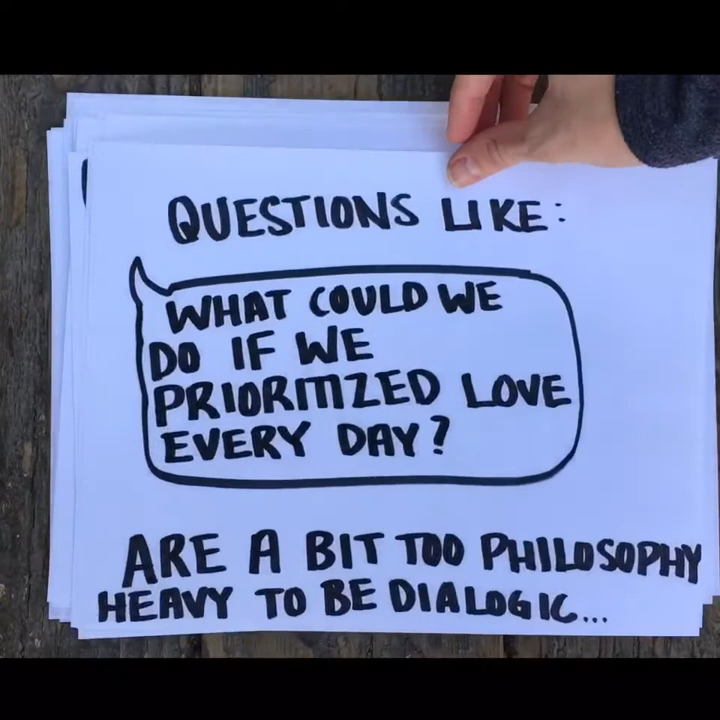 QUESTIONS LIKE:
WHAT COULD WE
DO IF WE
PRIORITIZED LOVE
EVERY DAY?
ARE A BIT TOO PHILOSOPHY
HEAVY TO BE DIALOGIC...